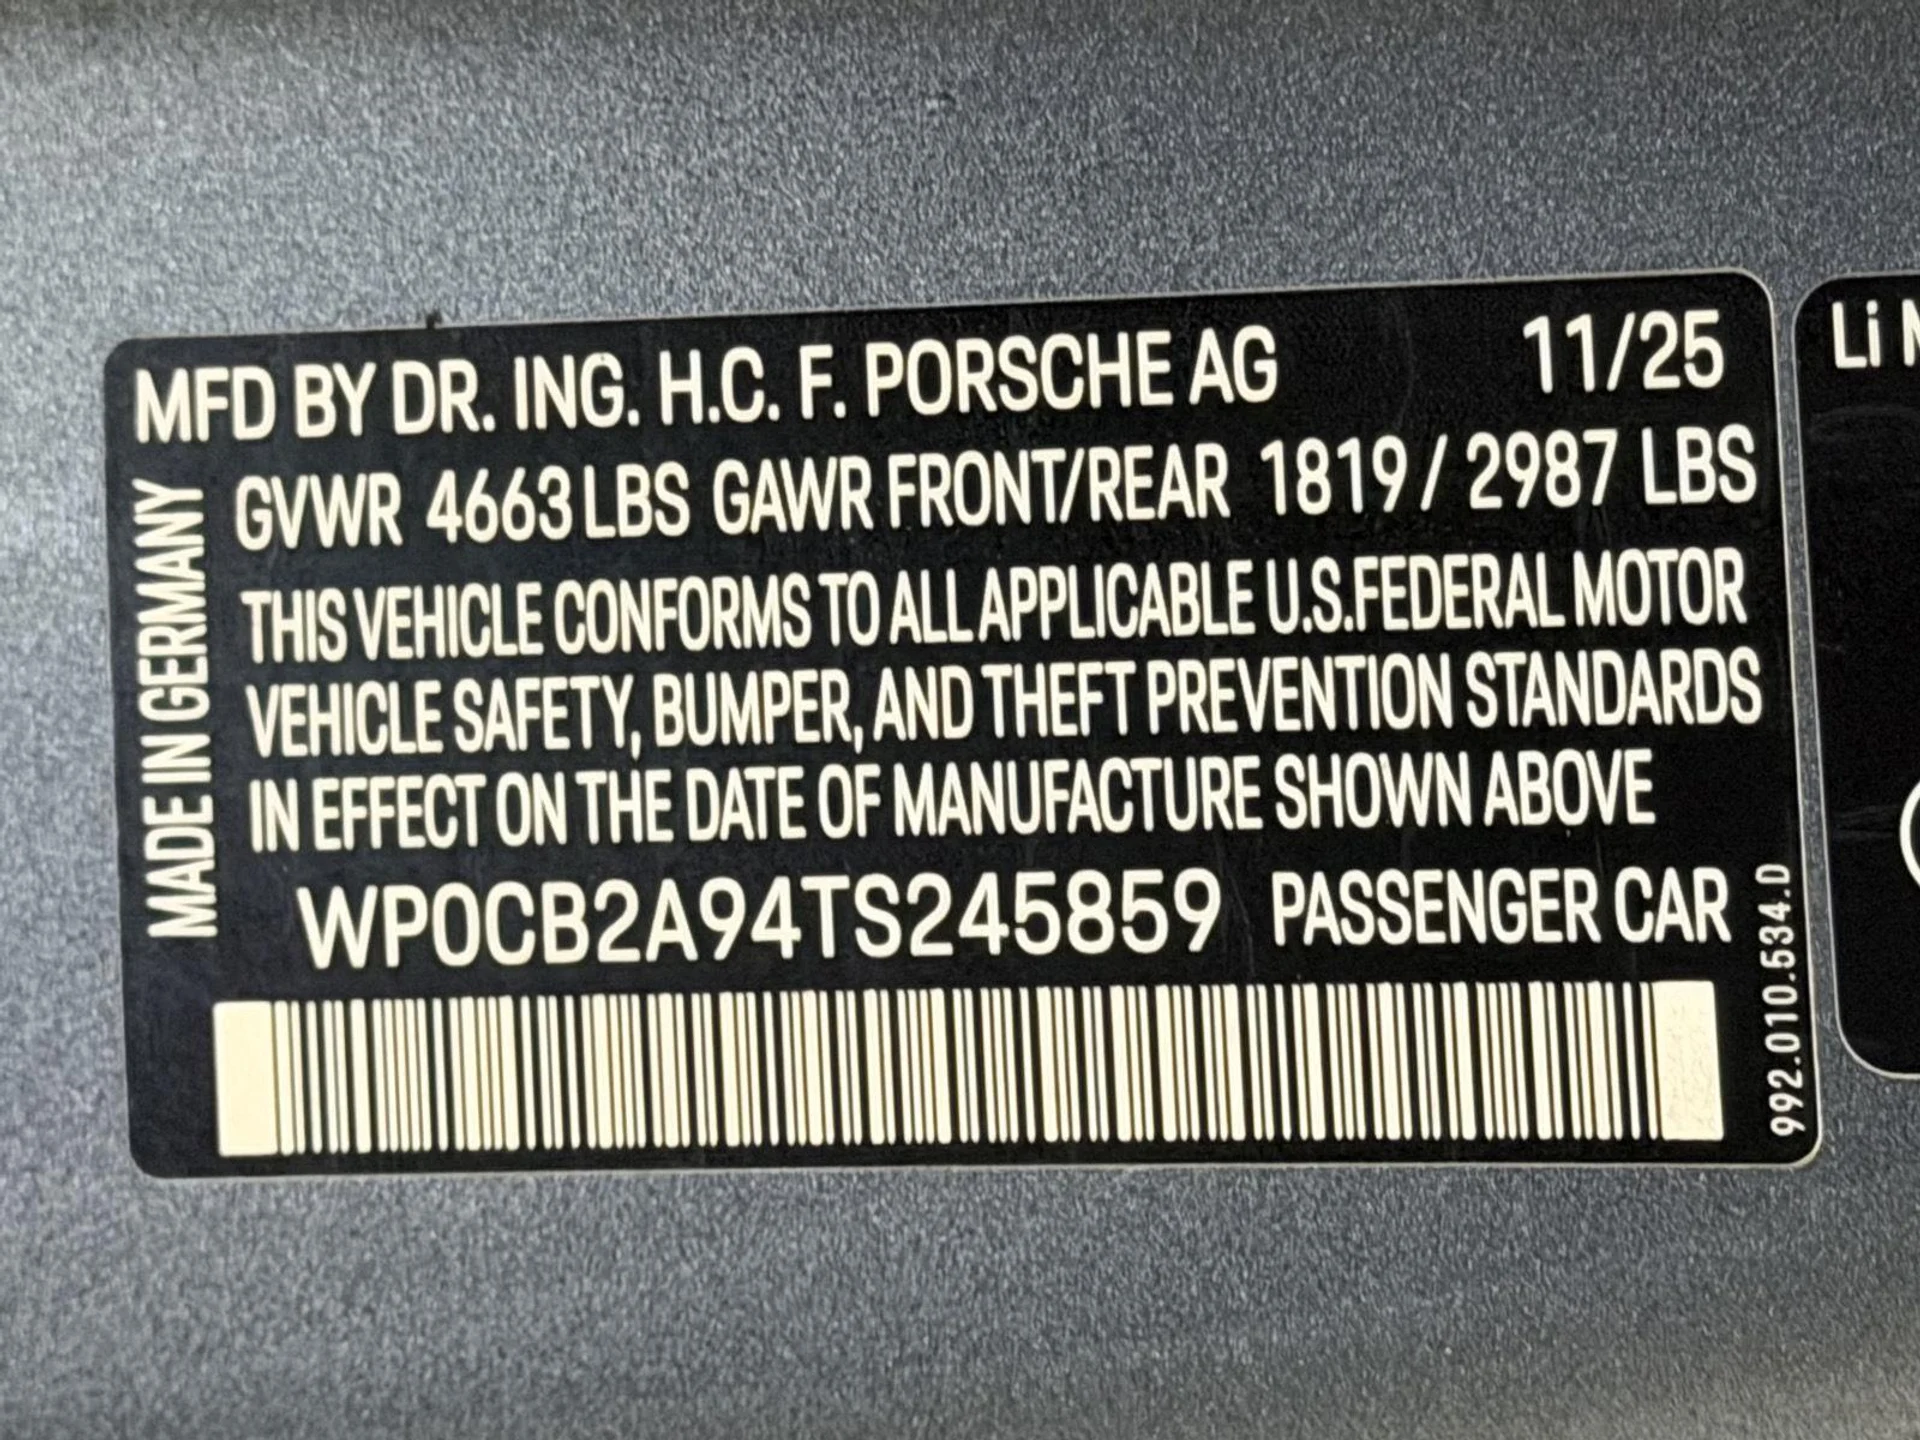 MFD BY DR. ING. H.C. F. PORSCHE AG 11/25
GVWR 4663 LBS GAWR FRONT/REAR 1819 / 2987 LBS
THIS VEHICLE CONFORMS TO ALL APPLICABLE U.S.FEDERAL MOTOR
VEHICLE SAFETY, BUMPER, AND THEFT PREVENTION STANDARDS
IN EFFECT ON THE DATE OF MANUFACTURE SHOWN ABOVE
WP0CB2A94TS245859 PASSENGER CAR
MADE IN GERMANY
992.010.534.D
Li